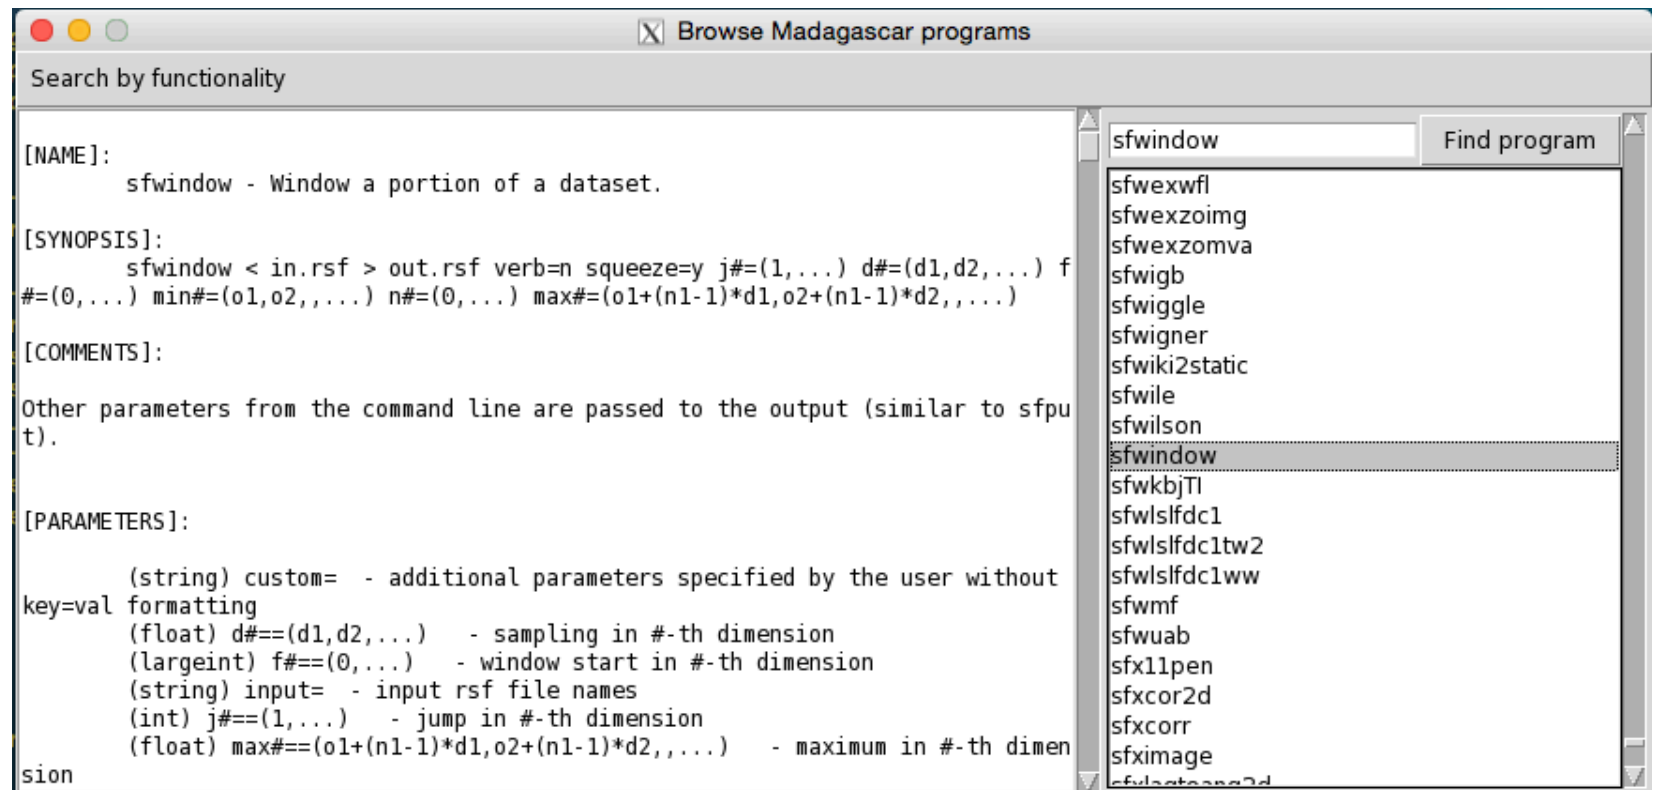 Browse Madagascar programs
Search by functionality
[NAME]:
sfwindow - Window a portion of a dataset.
[SYNOPSIS]:
sfwindow < in.rsf > out.rsf verb=n squeeze=y j#=(1,...) d#=(d1,d2,...) f
#=(0,...) min#=(o1,o2,,...) n#=(0,...) max#=(o1+(n1-1)*d1,o2+(n1-1)*d2,,...)
[COMMENTS]:
Other parameters from the command line are passed to the output (similar to sfpu
t).
[PARAMETERS]:
(string) custom=  - additional parameters specified by the user without
key=val formatting
(float) d#==(d1,d2,...)   - sampling in #-th dimension
(largeint) f#==(0,...)   - window start in #-th dimension
(string) input=  - input rsf file names
(int) j#==(1,...)   - jump in #-th dimension
(float) max#==(o1+(n1-1)*d1,o2+(n1-1)*d2,,...)   - maximum in #-th dimen
sion
sfwindow
Find program
sfwexwfl
sfwexzoimg
sfwexzomva
sfwigb
sfwiggle
sfwigner
sfwiki2static
sfwile
sfwilson
sfwindow
sfwkbjTI
sfwlslfdc1
sfwlslfdc1tw2
sfwlslfdc1ww
sfwmf
sfwuab
sfx11pen
sfxcor2d
sfxcorr
sfximage